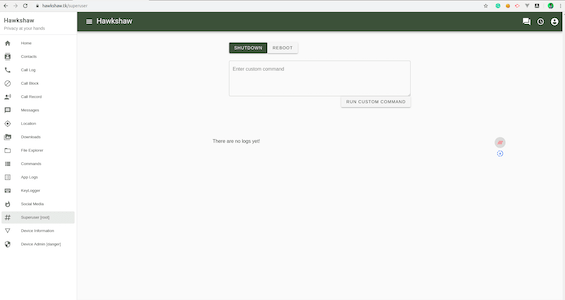 hawkshaw.tk/superuser
Hawkshaw
Privacy at your hands
Home
Contacts
Call Log
Call Block
Call Record
Messages
Location
Downloads
File Explorer
Commands
App Logs
KeyLogger
Social Media
Superuser [root]
Device Information
Device Admin [danger]
Hawkshaw
SHUTDOWN
REBOOT
Enter custom command
RUN CUSTOM COMMAND
There are no logs yet!